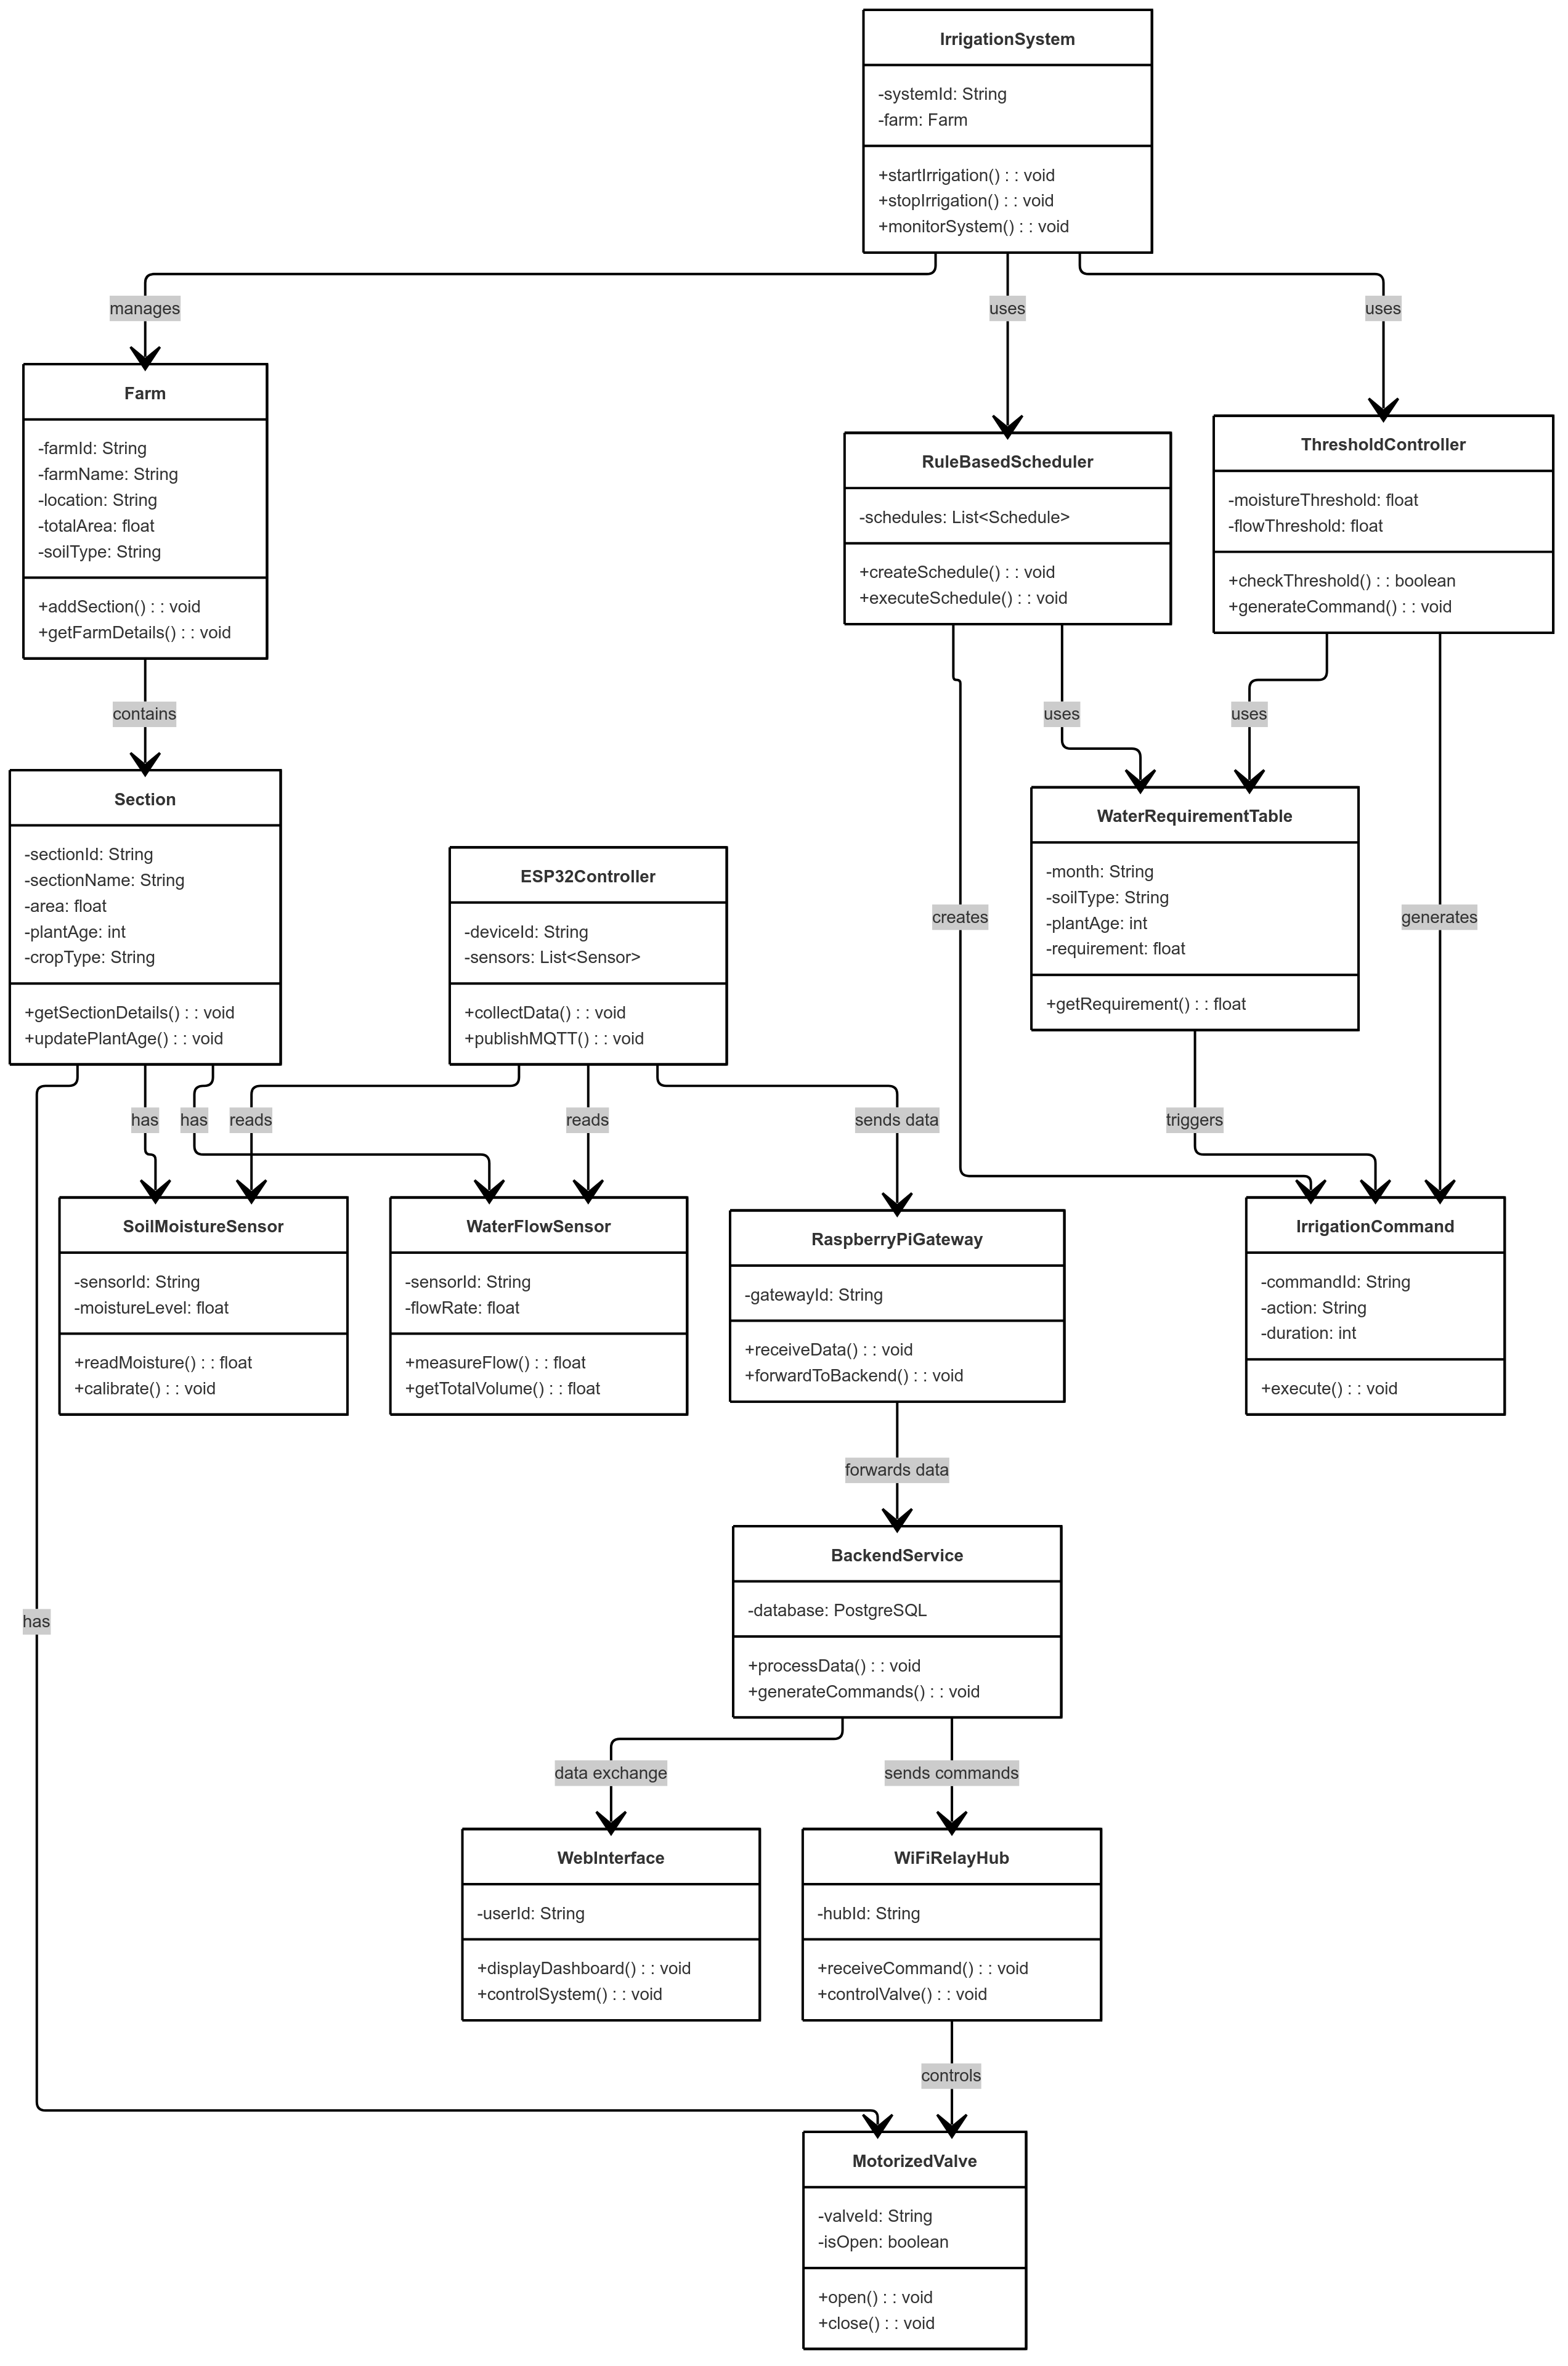 IrrigationSystem
-systemId: String
-farm: Farm
+startIrrigation() : : void
+stopIrrigation() : : void
+monitorSystem() : : void
manages
uses
uses
Farm
-farmId: String
-farmName: String
-location: String
-totalArea: float
-soilType: String
+addSection() : : void
+getFarmDetails() : : void
RuleBasedScheduler
-schedules: List<Schedule>
+createSchedule() : : void
+executeSchedule() : : void
ThresholdController
-moistureThreshold: float
-flowThreshold: float
+checkThreshold() : : boolean
+generateCommand() : : void
contains
uses
uses
Section
-sectionId: String
-sectionName: String
-area: float
-plantAge: int
-cropType: String
+getSectionDetails() : : void
+updatePlantAge() : : void
ESP32Controller
-deviceId: String
-sensors: List<Sensor>
+collectData() : : void
+publishMQTT() : : void
creates
WaterRequirementTable
-month: String
-soilType: String
-plantAge: int
-requirement: float
+getRequirement() : : float
generates
has
has
reads
reads
sends data
triggers
SoilMoistureSensor
-sensorId: String
-moistureLevel: float
+readMoisture() : : float
+calibrate() : : void
WaterFlowSensor
-sensorId: String
-flowRate: float
+measureFlow() : : float
+getTotalVolume() : : float
RaspberryPiGateway
-gatewayId: String
+receiveData() : : void
+forwardToBackend() : : void
IrrigationCommand
-commandId: String
-action: String
-duration: int
+execute() : : void
forwards data
has
BackendService
-database: PostgreSQL
+processData() : : void
+generateCommands() : : void
data exchange
sends commands
WebInterface
-userId: String
+displayDashboard() : : void
+controlSystem() : : void
WiFiRelayHub
-hubId: String
+receiveCommand() : : void
+controlValve() : : void
controls
MotorizedValve
-valveId: String
-isOpen: boolean
+open() : : void
+close() : : void